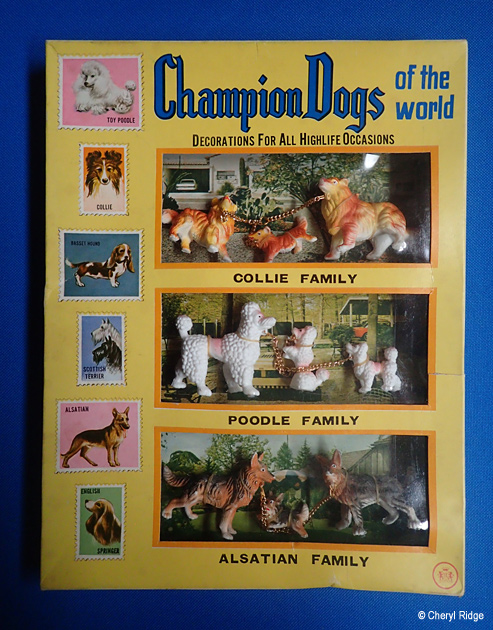 Champion Dogs of the world
DECORATIONS FOR ALL HIGHLIFE OCCASIONS
TOY POODLE
COLLIE
BASSET HOUND
SCOTTISH
TERRIER
ALSATIAN
ENGLISH
SPRINGER
COLLIE FAMILY
POODLE FAMILY
ALSATIAN FAMILY
© Cheryl Ridge